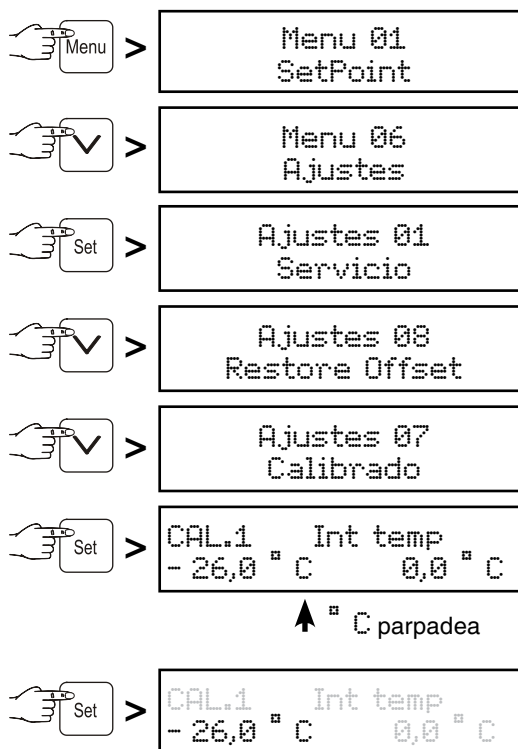 Menu > Menu 01
SetPoint
> Menu 06
Ajustes
Set > Ajustes 01
Servicio
> Ajustes 08
Restore Offset
> Ajustes 07
Calibrado
Set > CAL.1 Int temp
- 26,0 ° C 0,0 ° C
° C parpadea
Set > CAL.1 Int temp
- 26,0 ° C 0,0 ° C